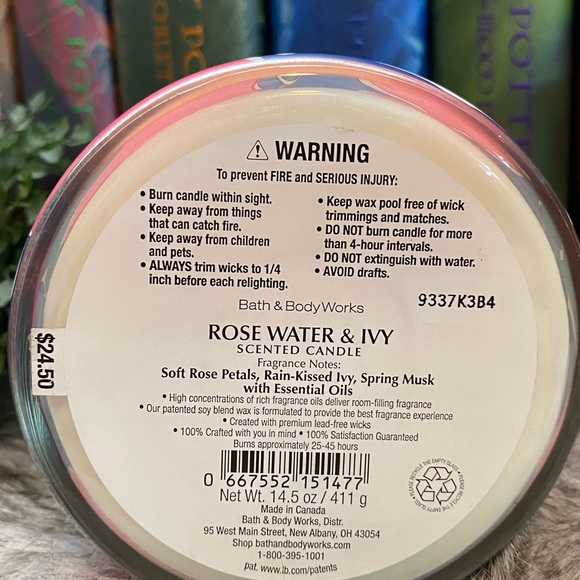 POTTE
BLOOD
⚠ WARNING
To prevent FIRE and SERIOUS INJURY:
• Burn candle within sight.
• Keep away from things
that can catch fire.
• Keep away from children
and pets.
• ALWAYS trim wicks to 1/4
inch before each relighting.
• Keep wax pool free of wick
trimmings and matches.
• DO NOT burn candle for more
than 4-hour intervals.
• DO NOT extinguish with water.
• AVOID drafts.
Bath & Body Works
9337K3B4
ROSE WATER & IVY
SCENTED CANDLE
Fragrance Notes:
Soft Rose Petals, Rain-Kissed Ivy, Spring Musk
with Essential Oils
• High concentrations of rich fragrance oils deliver room-filling fragrance
• Our patented soy blend wax is formulated to provide the best fragrance experience
• Created with premium lead-free wicks
• 100% Crafted with you in mind • 100% Satisfaction Guaranteed
Burns approximately 25-45 hours
$24.50
0 667552 151477
Net Wt. 14.5 oz / 411 g
Made in Canada
Bath & Body Works, Distr.
95 West Main Street, New Albany, OH 43054
Shop bathandbodyworks.com
1-800-395-1001
pat. www.lb.com/patents
• PLEASE RECYCLE THE EMPTY GLASS